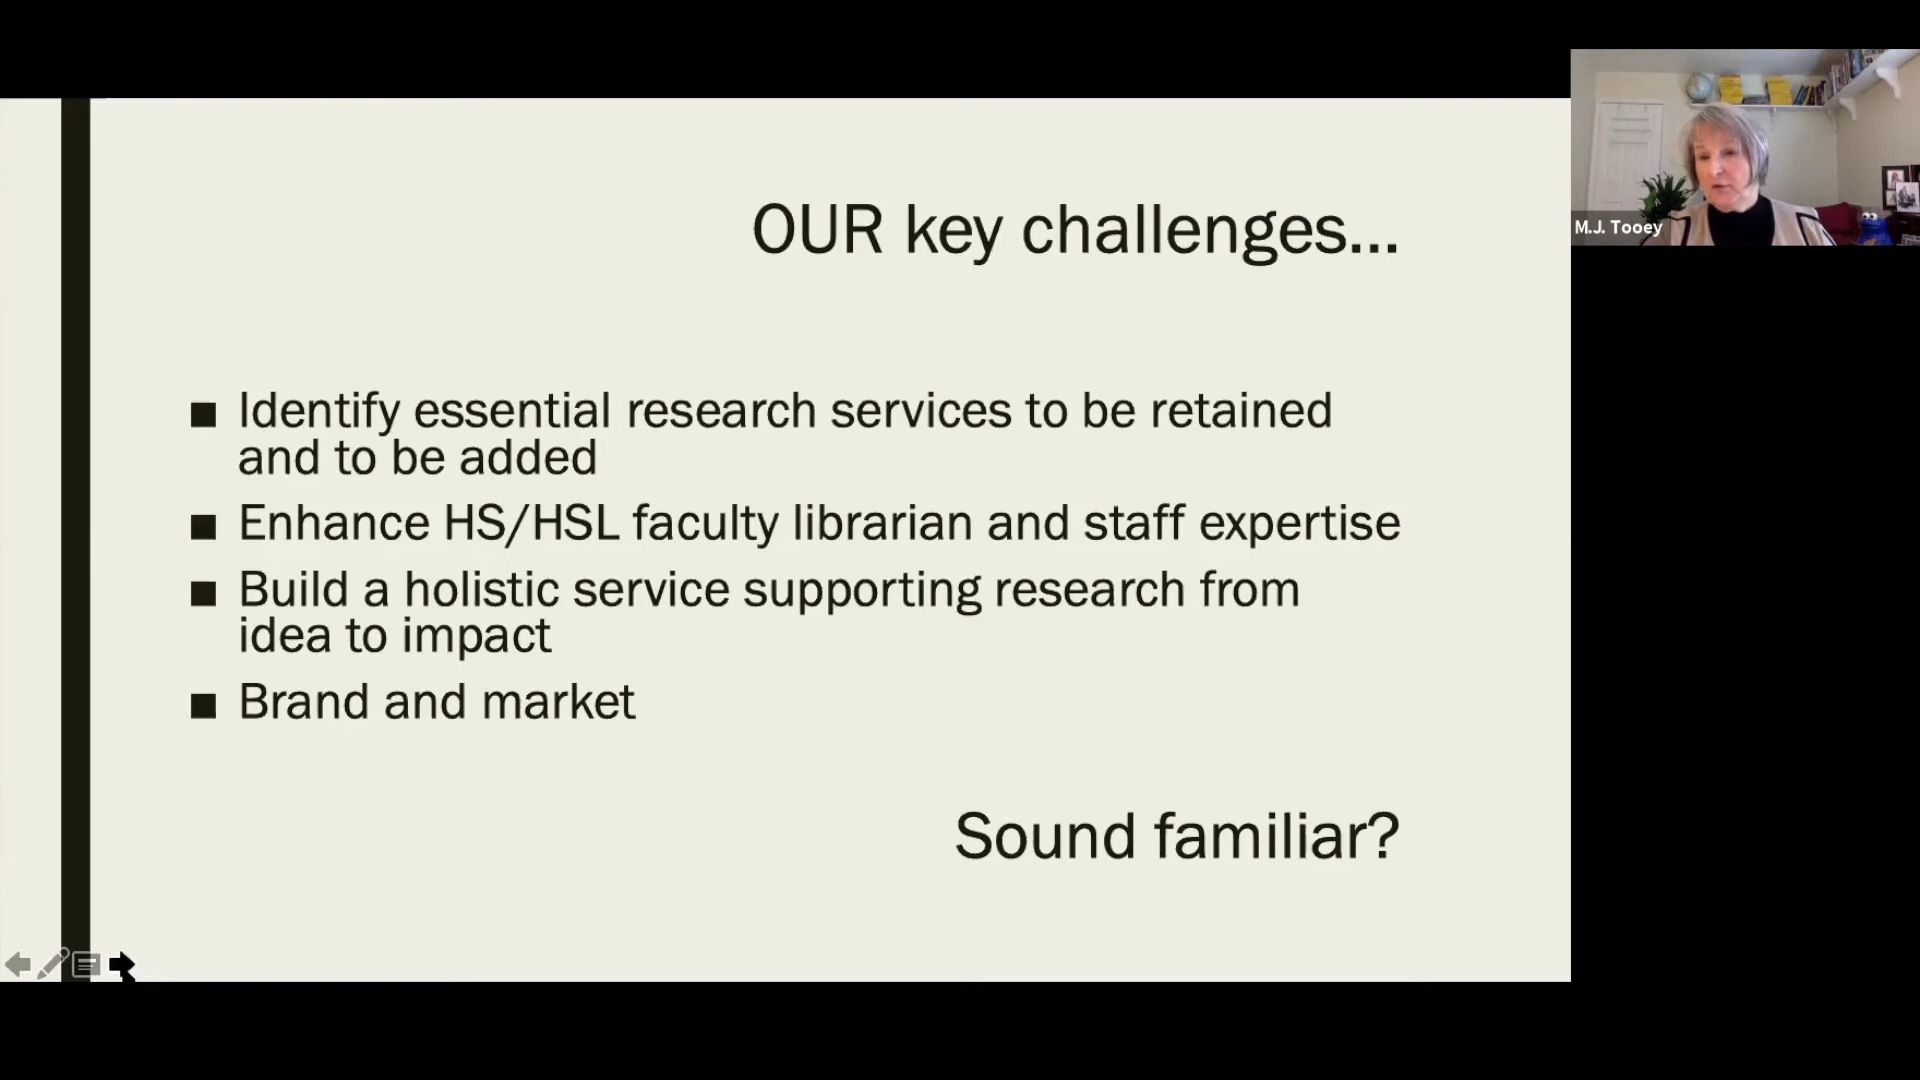 OUR key challenges...
■ Identify essential research services to be retained
and to be added
■ Enhance HS/HSL faculty librarian and staff expertise
■ Build a holistic service supporting research from
idea to impact
■ Brand and market
Sound familiar?
M.J. Tooey